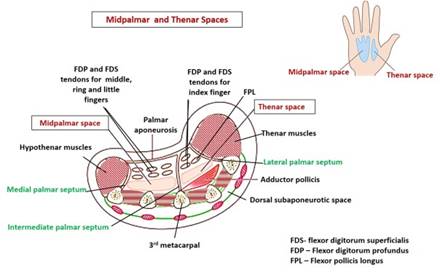 Midpalmar and Thenar Spaces
Midpalmar space
Thenar space
FDP and FDS
tendons for middle,
ring and little
fingers
Palmar
aponeurosis
FDP and FDS
tendons for
index finger
FPL
Thenar space
Midpalmar space
Thenar muscles
Hypothenar muscles
Lateral palmar septum
Adductor pollicis
Medial palmar septum
Dorsal subaponeurotic space
Intermediate palmar septum
3rd metacarpal
FDS- flexor digitorum superficialis
FDP – Flexor digitorum profundus
FPL – Flexor pollicis longus